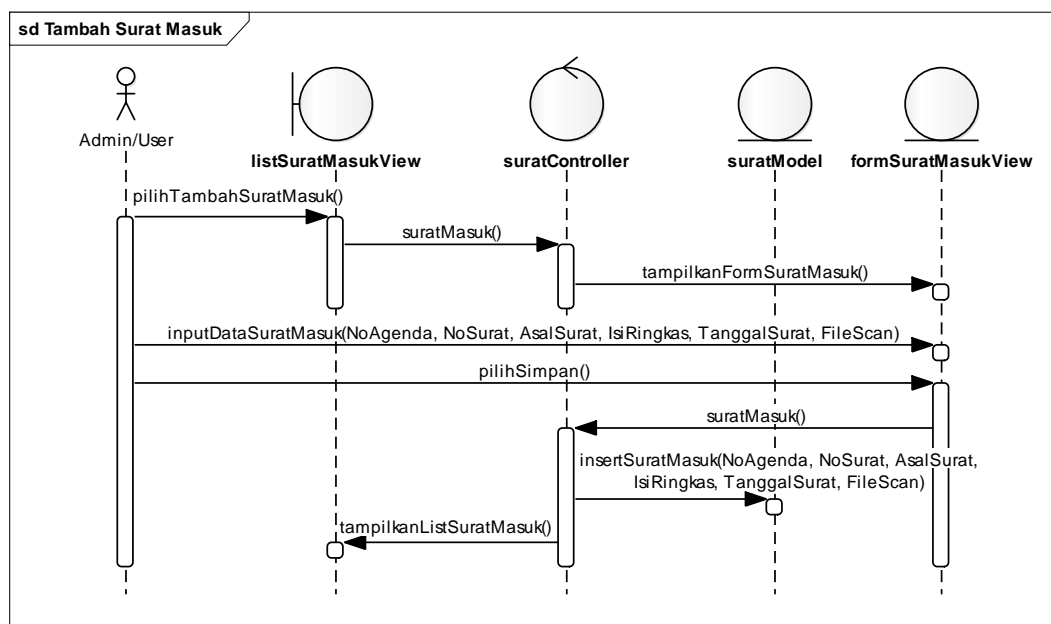 sd Tambah Surat Masuk
Admin/User
listSuratMasukView
suratController
suratModel
formSuratMasukView
pilihTambahSuratMasuk()
suratMasuk()
tampilkanFormSuratMasuk()
inputDataSuratMasuk(NoAgenda, NoSurat, AsalSurat, IsiRingkas, TanggalSurat, FileScan)
pilihSimpan()
suratMasuk()
insertSuratMasuk(NoAgenda, NoSurat, AsalSurat,
IsiRingkas, TanggalSurat, FileScan)
tampilkanListSuratMasuk()